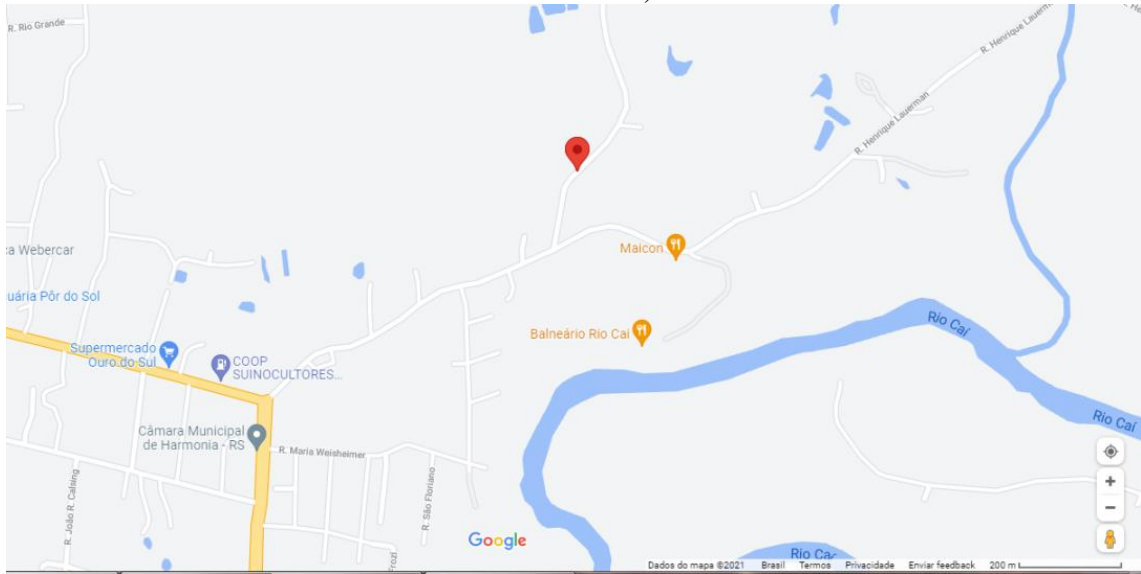 R. Rio Grande
R. Henrique Lauerman
R. Henrique Lauerman
Webercar
Maicon
Pôr do Sol
Balneário Rio Cai
Rio Caí
Supermercado
Ouro do Sul
COOP
SUINOCULTORES...
Rio Caí
Câmara Municipal
de Harmonia - RS
R. Maria Weisheimer
R. João R. Calsing
R. São Floriano
Frozi
Google
Rio Caí
Dados do mapa ©2021 Brasil Termos Privacidade Enviar feedback 200 m